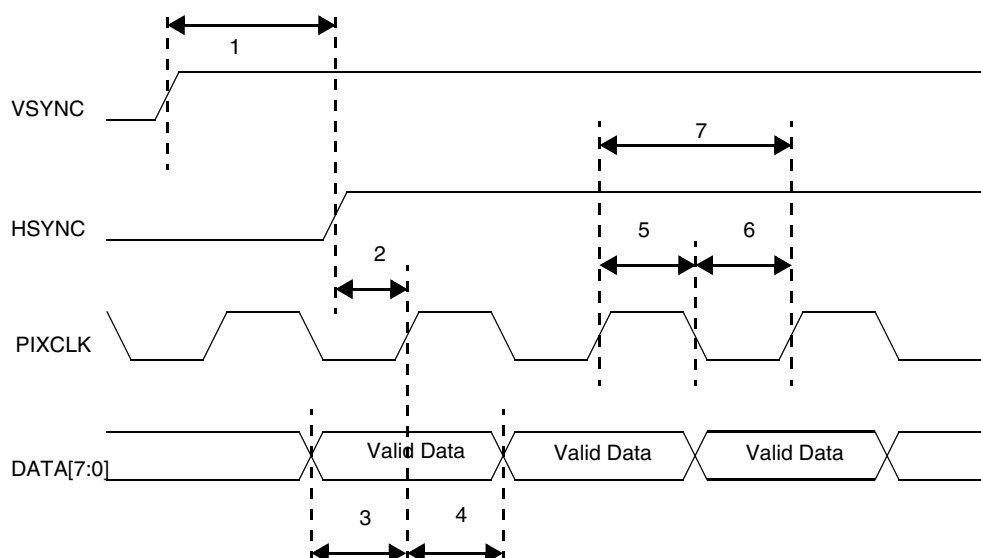 1
VSYNC
7
HSYNC
2
5
6
PIXCLK
DATA[7:0]
Valid Data
Valid Data
Valid Data
3
4